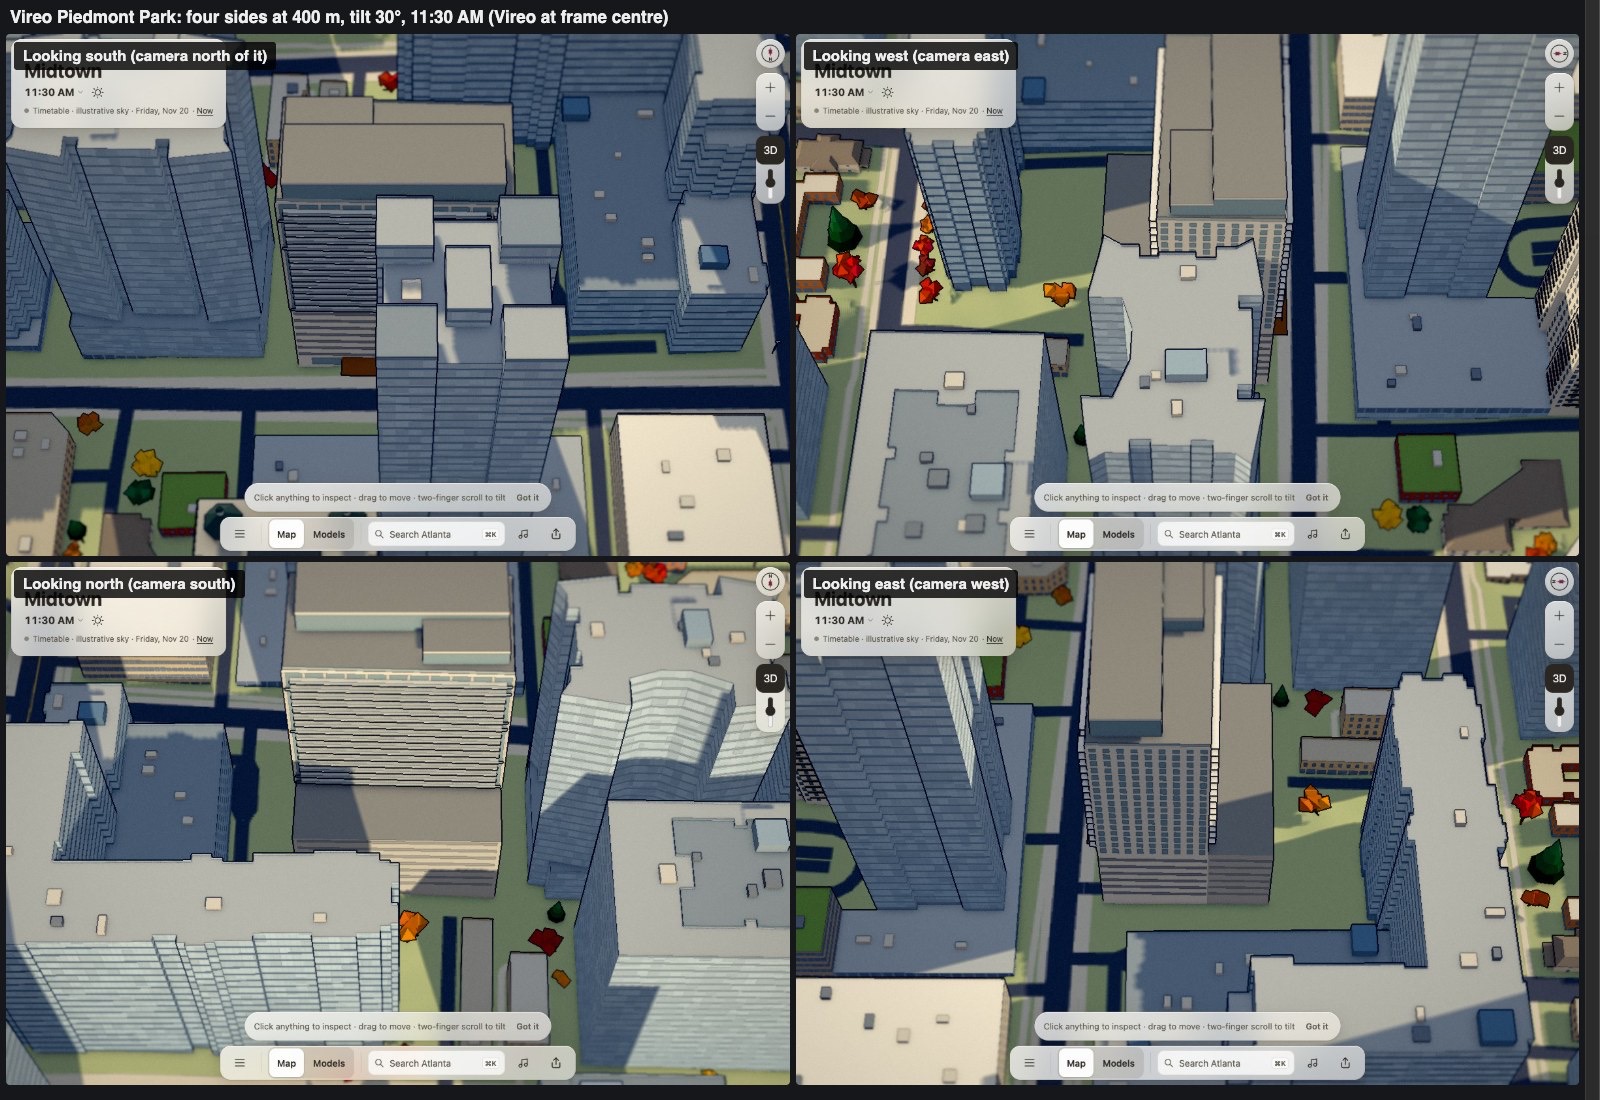 Vireo Piedmont Park: four sides at 400 m, tilt 30°, 11:30 AM (Vireo at frame centre)
Looking south (camera north of it)
Midtown
11:30 AM
Timetable · illustrative sky · Friday, Nov 20 · Now
+
−
3D
Click anything to inspect · drag to move · two-finger scroll to tilt Got it
Map Models Search Atlanta ⌘K
Looking west (camera east)
Midtown
11:30 AM
Timetable · illustrative sky · Friday, Nov 20 · Now
+
−
3D
Click anything to inspect · drag to move · two-finger scroll to tilt Got it
Map Models Search Atlanta ⌘K
Looking north (camera south)
Midtown
11:30 AM
Timetable · illustrative sky · Friday, Nov 20 · Now
+
−
3D
Click anything to inspect · drag to move · two-finger scroll to tilt Got it
Map Models Search Atlanta ⌘K
Looking east (camera west)
Midtown
11:30 AM
Timetable · illustrative sky · Friday, Nov 20 · Now
+
−
3D
Click anything to inspect · drag to move · two-finger scroll to tilt Got it
Map Models Search Atlanta ⌘K